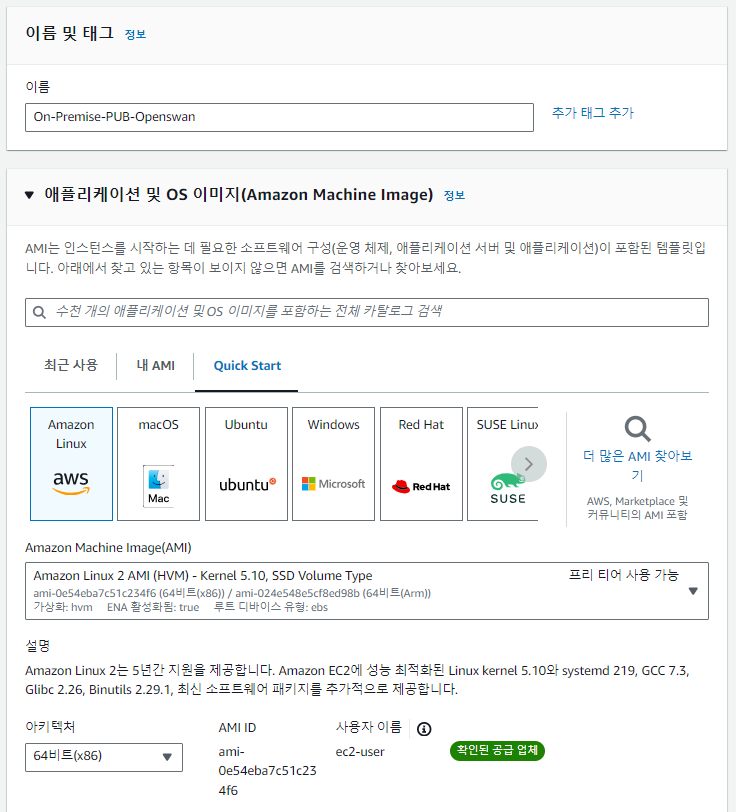 이름 및 태그 정보
이름
On-Premise-PUB-Openswan
추가 태그 추가
애플리케이션 및 OS 이미지(Amazon Machine Image) 정보
AMI는 인스턴스를 시작하는 데 필요한 소프트웨어 구성(운영 체제, 애플리케이션 서버 및 애플리케이션)이 포함된 템플릿입
니다. 아래에서 찾고 있는 항목이 보이지 않으면 AMI를 검색하거나 찾아보세요.
수천 개의 애플리케이션 및 OS 이미지를 포함하는 전체 카탈로그 검색
최근 사용
내 AMI
Quick Start
Amazon
Linux
aws
macOS
Mac
Ubuntu
ubuntu
Windows
Microsoft
Red Hat
Red Hat
SUSE Linux
SUSE
더 많은 AMI 찾아보
기
AWS, Marketplace 및
커뮤니티의 AMI 포함
Amazon Machine Image(AMI)
Amazon Linux 2 AMI (HVM) - Kernel 5.10, SSD Volume Type
프리 티어 사용 가능
ami-0e54eba7c51c234f6 (64비트(x86)) / ami-024e548e5cf8ed98b (64비트(Arm))
가상화: hvm ENA 활성화됨: true 루트 디바이스 유형: ebs
설명
Amazon Linux 2는 5년간 지원을 제공합니다. Amazon EC2에 성능 최적화된 Linux kernel 5.10와 systemd 219, GCC 7.3,
Glibc 2.26, Binutils 2.29.1, 최신 소프트웨어 패키지를 추가적으로 제공합니다.
아키텍처
64비트(x86)
AMI ID
ami-
0e54eba7c51c23
4f6
사용자 이름
ec2-user
확인된 공급 업체